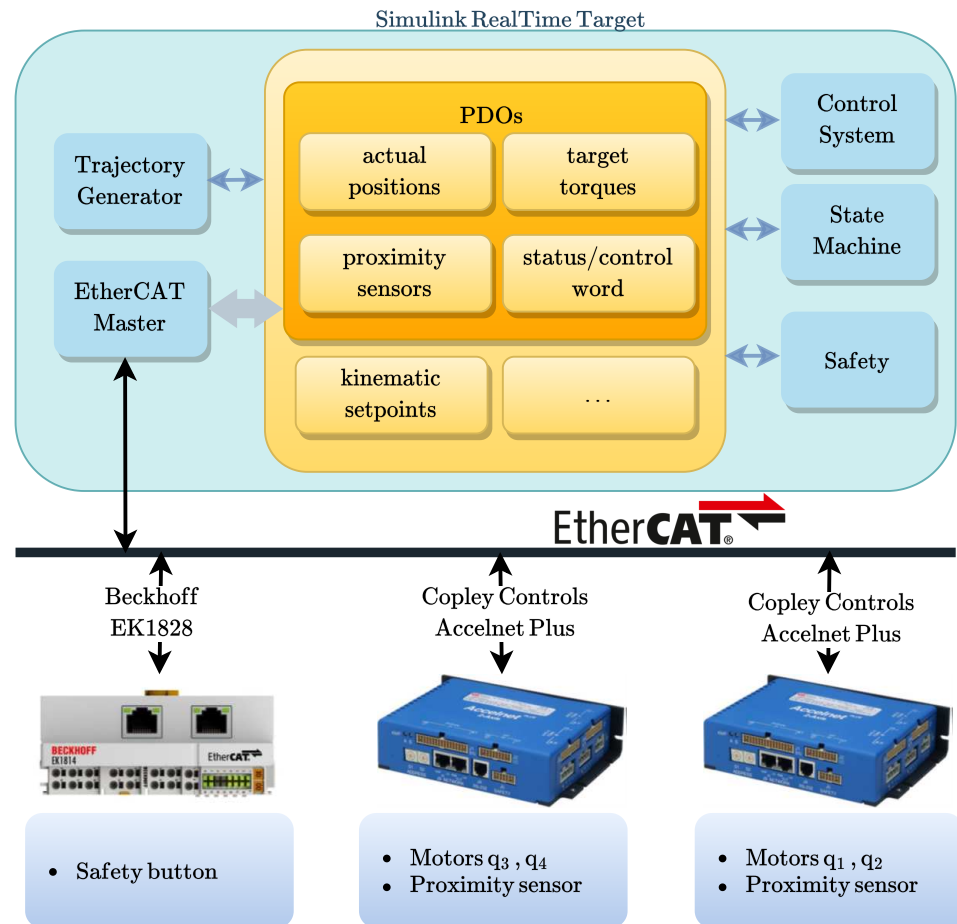 Simulink RealTime Target
PDOs
Trajectory
Generator
EtherCAT
Master
actual
positions
target
torques
proximity
sensors
status/control
word
kinematic
setpoints
...
Control
System
State
Machine
Safety
EtherCAT®
Beckhoff
EK1828
Copley Controls
Accelnet Plus
Copley Controls
Accelnet Plus
BECKHOFF
EK1814
EtherCAT
Accelnet
Accelnet
• Safety button
• Motors q₃ , q₄
• Proximity sensor
• Motors q₁ , q₂
• Proximity sensor